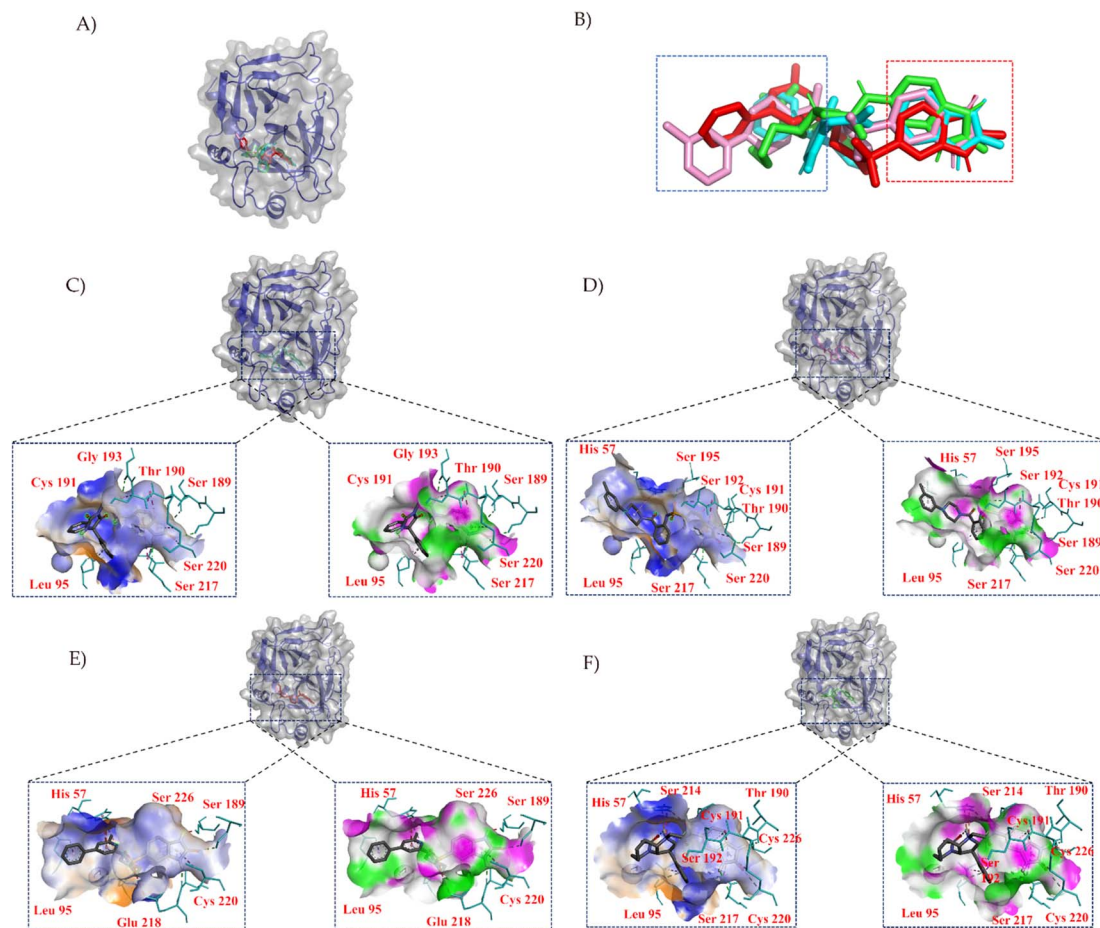 A)
B)
C)
D)
Gly 193
Cys 191
Thr 190
Ser 189
Leu 95
Ser 220
Ser 217
Gly 193
Cys 191
Thr 190
Ser 189
Leu 95
Ser 220
Ser 217
His 57
Ser 195
Ser 192
Cys 191
Thr 190
Ser 189
Leu 95
Ser 220
Ser 217
His 57
Ser 195
Ser 192
Cys 191
Thr 190
Ser 189
Ser 220
Leu 95
Ser 217
E)
F)
His 57
Ser 226
Ser 189
Leu 95
Cys 220
Glu 218
His 57
Ser 226
Ser 189
Leu 95
Cys 220
Glu 218
His 57
Ser 214
Thr 190
Cys 191
Cys 226
Ser 192
Leu 95
Ser 217
Cys 220
His 57
Ser 214
Thr 190
Cys 191
Cys 226
Ser
192
Leu 95
Ser 217
Cys 220